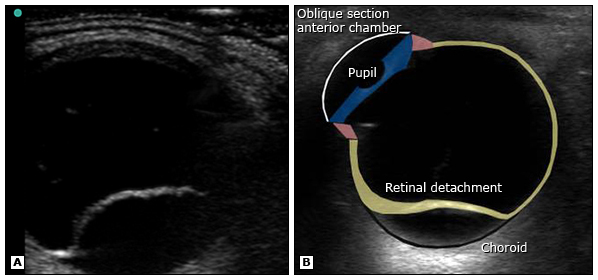 Oblique section
anterior chamber
Pupil
Retinal detachment
Choroid
A
B